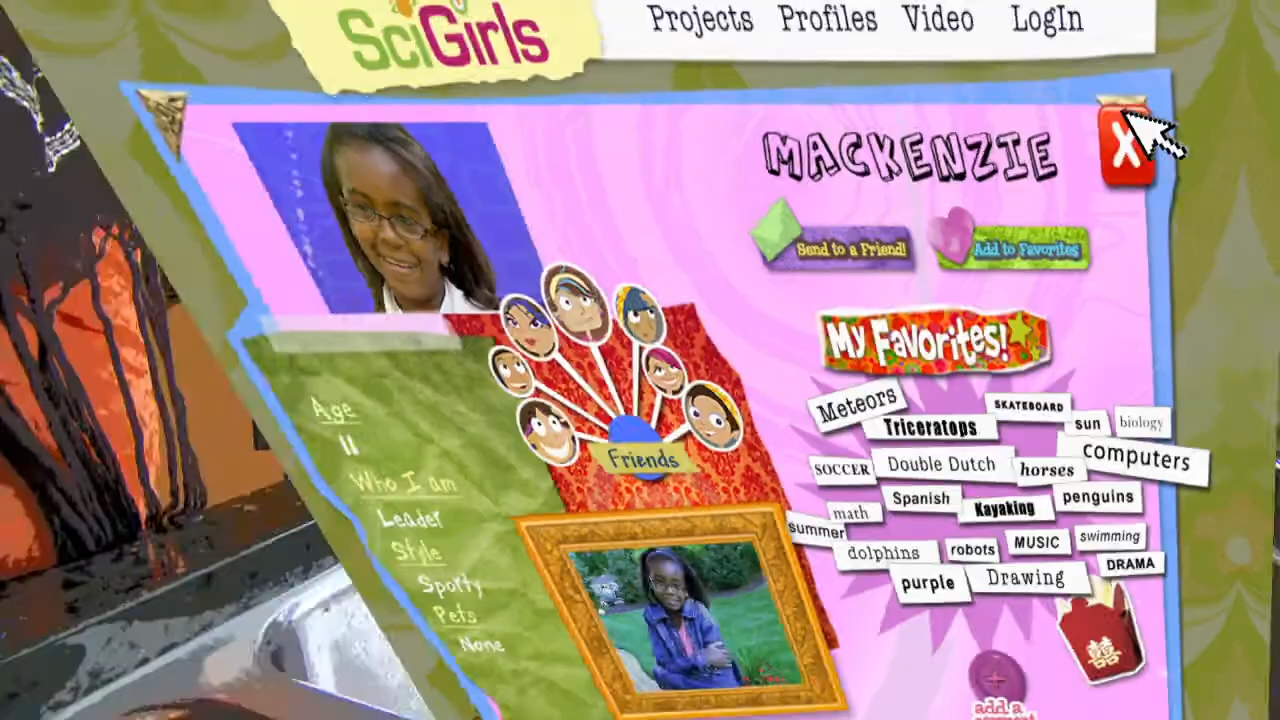 SciGirls
Projects Profiles Video LogIn
MACKENZIE
X
Send to a Friend!
Add to Favorites
My Favorites!
Meteors
SKATEBOARD
Triceratops
sun
biology
computers
SOCCER
Double Dutch
horses
math
Spanish
Kayaking
penguins
summer
dolphins
robots
MUSIC
swimming
DRAMA
purple
Drawing
Friends
Age
11
Who I am
Leader
Style
Sporty
Pets
None
囍
add a